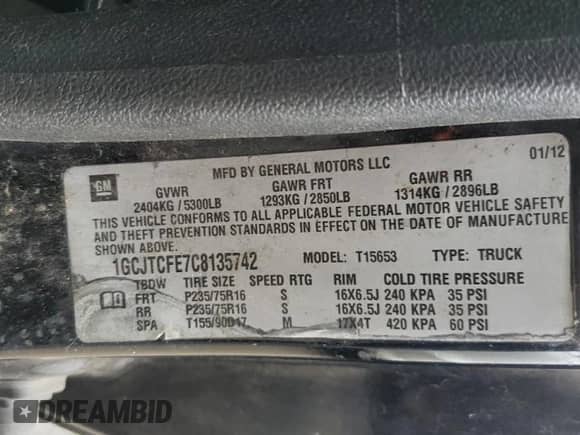 MFD BY GENERAL MOTORS LLC 01/12
GM GVWR GAWR FRT GAWR RR
2404KG / 5300LB 1293KG / 2850LB 1314KG / 2896LB
THIS VEHICLE CONFORMS TO ALL APPLICABLE FEDERAL MOTOR VEHICLE SAFETY
AND THEFT PREVENTION STANDARDS IN EFFECT ON THE DATE OF MANUFACTURE
SHOWN ABOVE.
1GCJTCFE7C8135742 MODEL: T15653 TYPE: TRUCK
TBDW TIRE SIZE SPEED RTG RIM COLD TIRE PRESSURE
FRT P235/75R16 S 16X6.5J 240 KPA 35 PSI
RR P235/75R16 S 16X6.5J 240 KPA 35 PSI
SPA T155/90D17 M 17X4T 420 KPA 60 PSI
DREAMBID